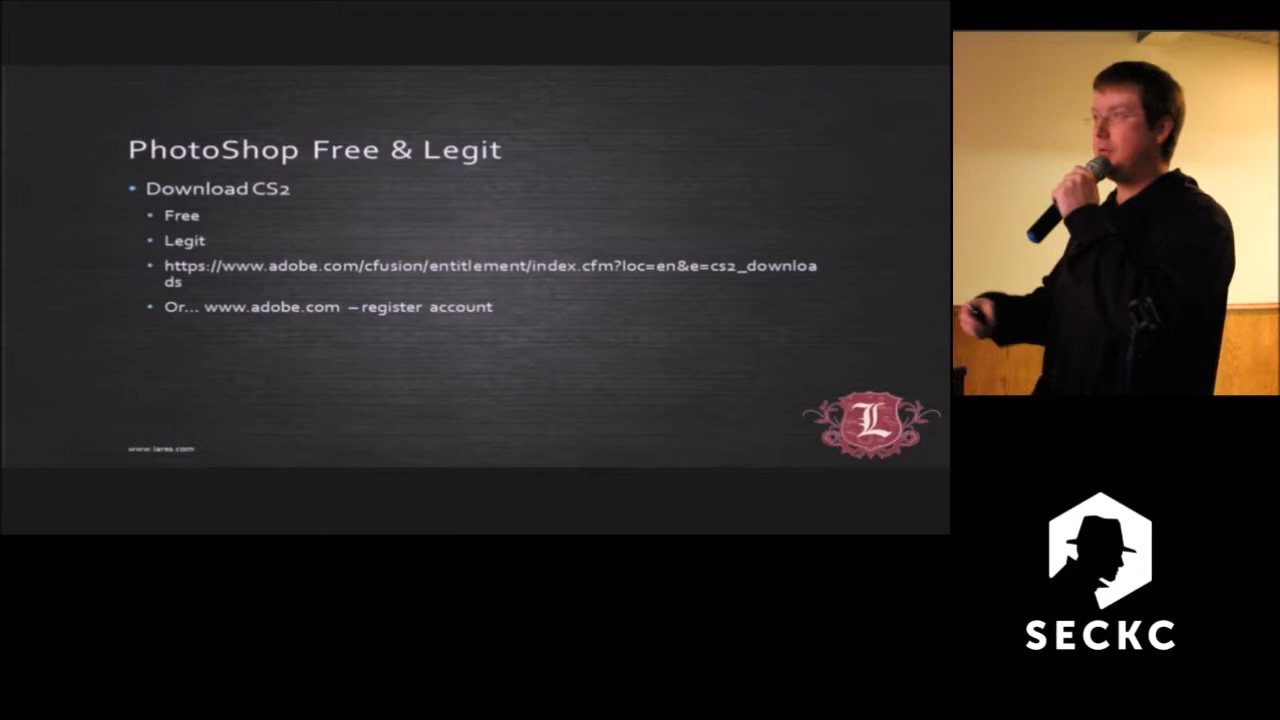 PhotoShop Free & Legit
• Download CS2
• Free
• Legit
• https://www.adobe.com/cfusion/entitlement/index.cfm?loc=en&e=cs2_downloa
ds
• Or... www.adobe.com – register account
L
www.lares.com
SECKC